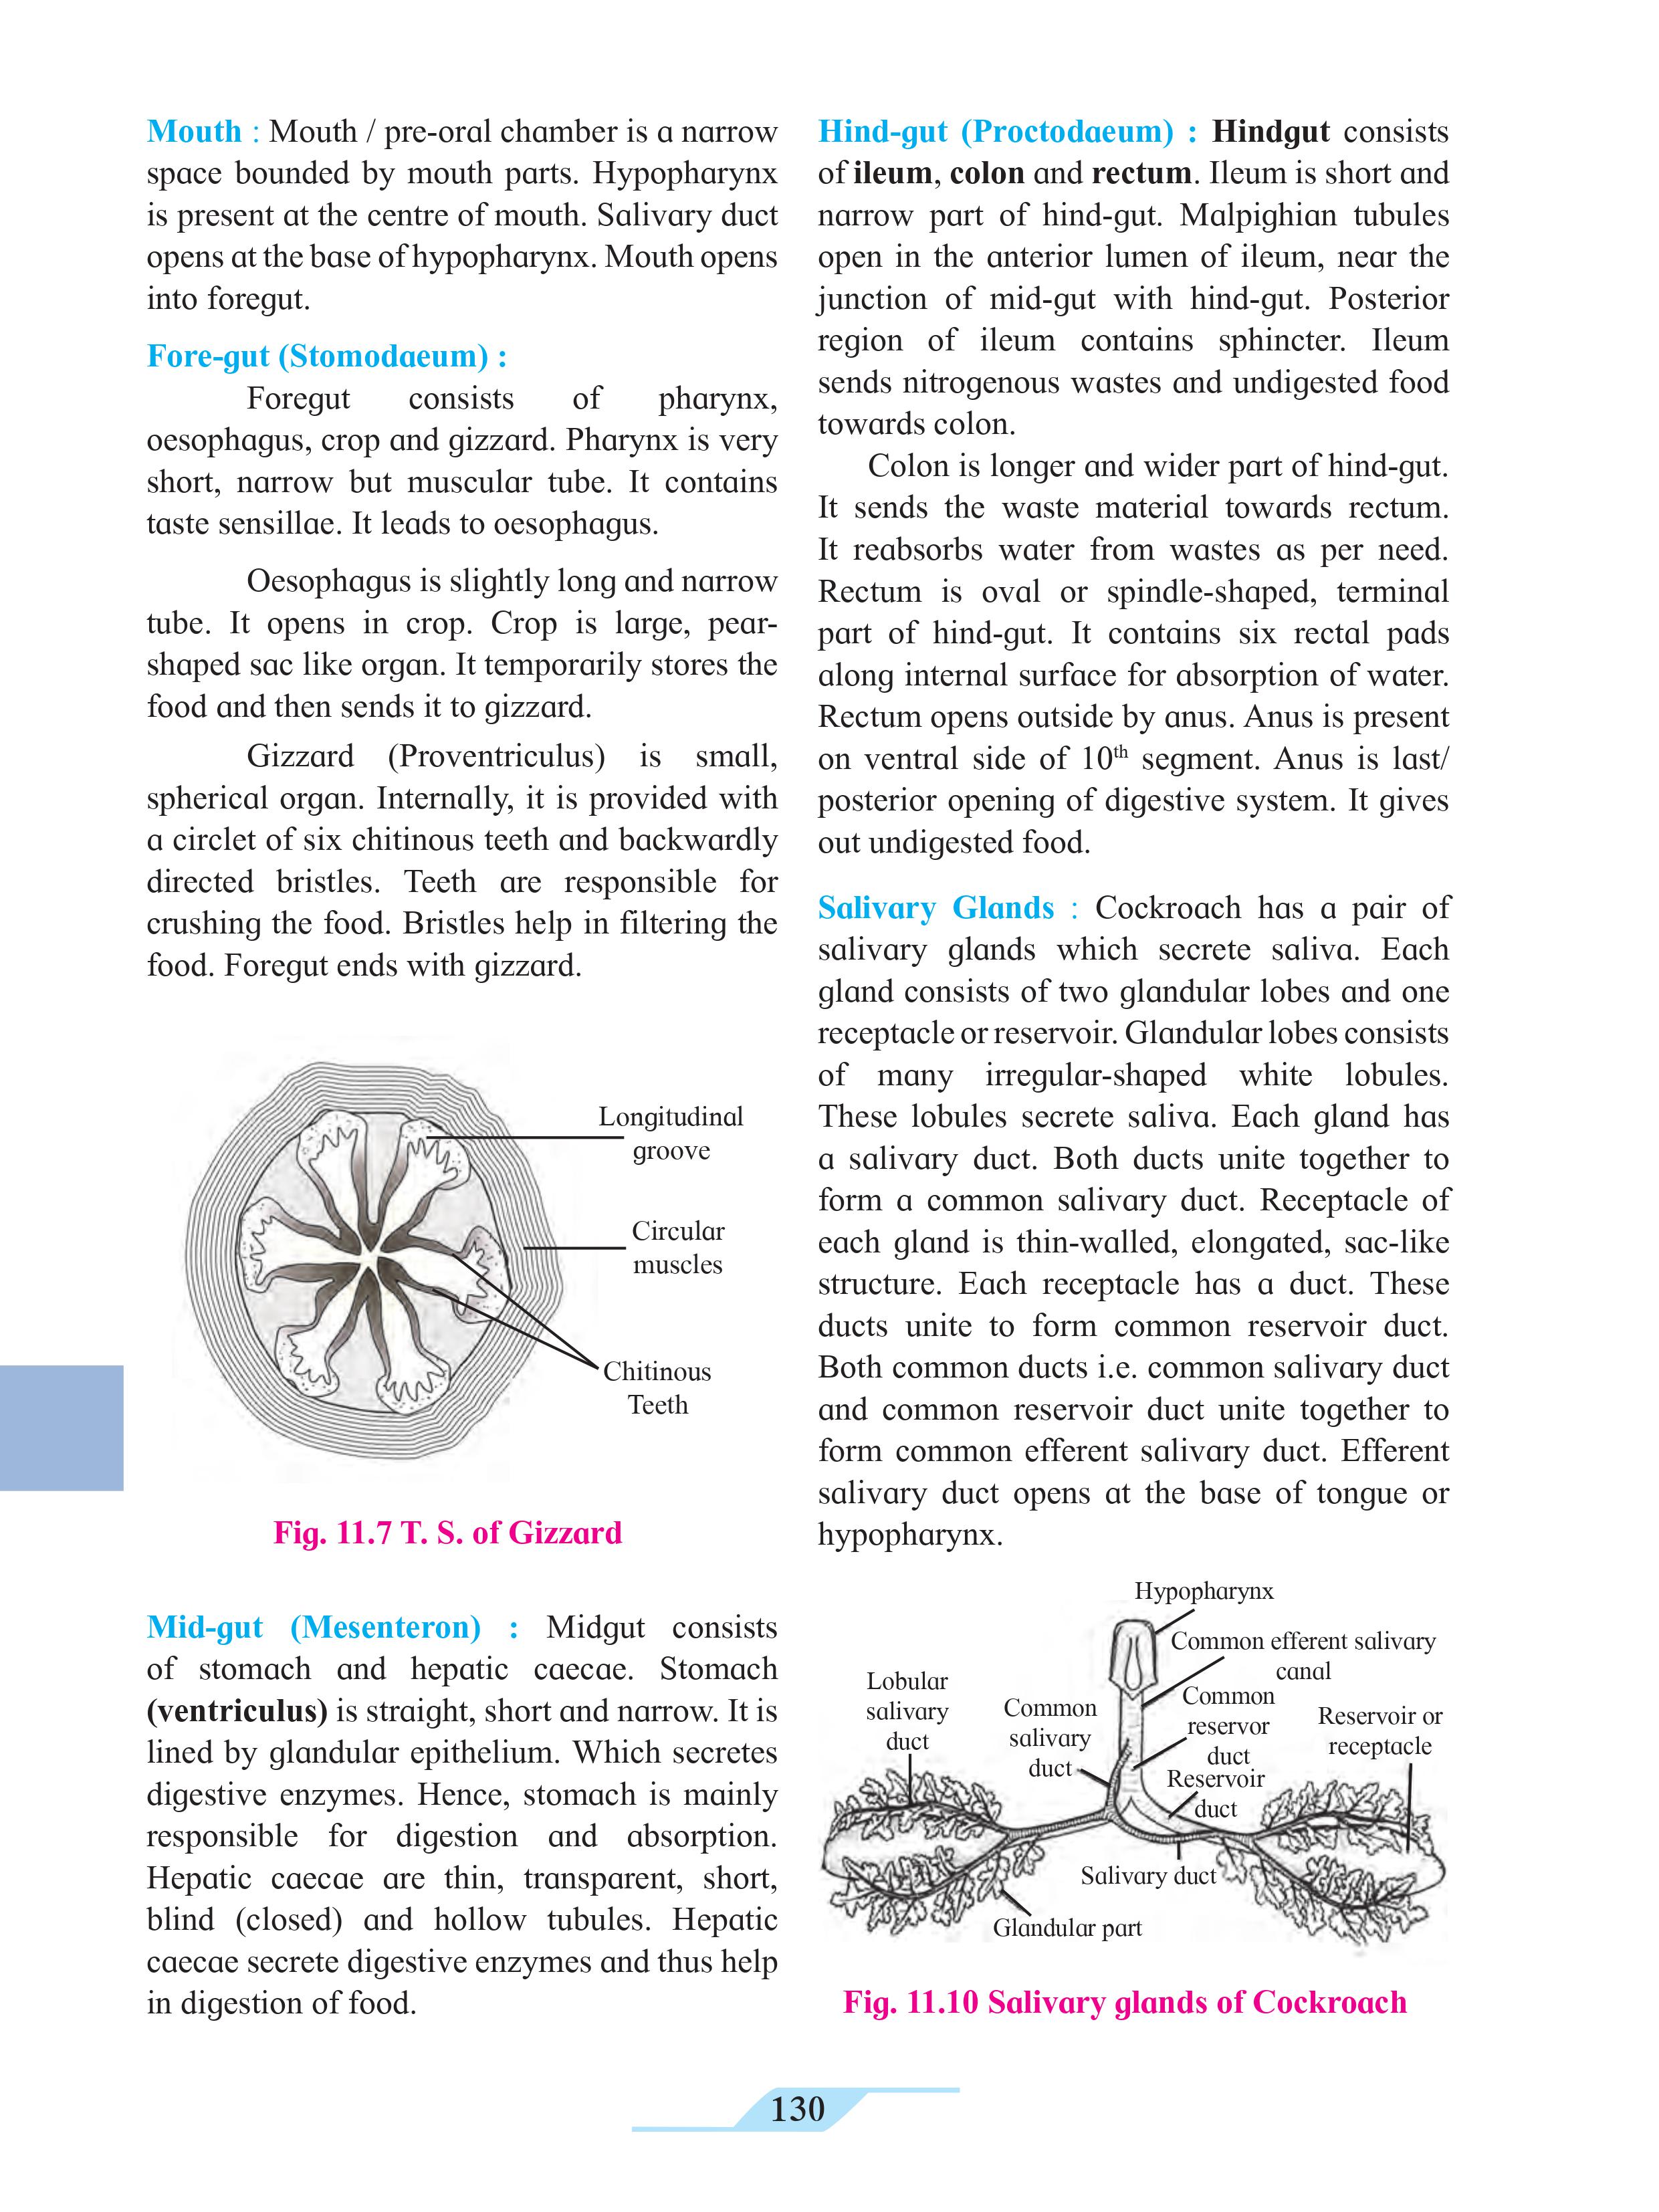 Mouth : Mouth / pre-oral chamber is a narrow
space bounded by mouth parts. Hypopharynx
is present at the centre of mouth. Salivary duct
opens at the base of hypopharynx. Mouth opens
into foregut.
Fore-gut (Stomodaeum) :
Foregut consists of pharynx,
oesophagus, crop and gizzard. Pharynx is very
short, narrow but muscular tube. It contains
taste sensillae. It leads to oesophagus.
Oesophagus is slightly long and narrow
tube. It opens in crop. Crop is large, pear-
shaped sac like organ. It temporarily stores the
food and then sends it to gizzard.
Gizzard (Proventriculus) is small,
spherical organ. Internally, it is provided with
a circlet of six chitinous teeth and backwardly
directed bristles. Teeth are responsible for
crushing the food. Bristles help in filtering the
food. Foregut ends with gizzard.
Longitudinal
groove
Circular
muscles
Chitinous
Teeth
Fig. 11.7 T. S. of Gizzard
Mid-gut (Mesenteron) : Midgut consists
of stomach and hepatic caecae. Stomach
(ventriculus) is straight, short and narrow. It is
lined by glandular epithelium. Which secretes
digestive enzymes. Hence, stomach is mainly
responsible for digestion and absorption.
Hepatic caecae are thin, transparent, short,
blind (closed) and hollow tubules. Hepatic
caecae secrete digestive enzymes and thus help
in digestion of food.
Hind-gut (Proctodaeum) : Hindgut consists
of ileum, colon and rectum. Ileum is short and
narrow part of hind-gut. Malpighian tubules
open in the anterior lumen of ileum, near the
junction of mid-gut with hind-gut. Posterior
region of ileum contains sphincter. Ileum
sends nitrogenous wastes and undigested food
towards colon.
Colon is longer and wider part of hind-gut.
It sends the waste material towards rectum.
It reabsorbs water from wastes as per need.
Rectum is oval or spindle-shaped, terminal
part of hind-gut. It contains six rectal pads
along internal surface for absorption of water.
Rectum opens outside by anus. Anus is present
on ventral side of 10th segment. Anus is last/
posterior opening of digestive system. It gives
out undigested food.
Salivary Glands : Cockroach has a pair of
salivary glands which secrete saliva. Each
gland consists of two glandular lobes and one
receptacle or reservoir. Glandular lobes consists
of many irregular-shaped white lobules.
These lobules secrete saliva. Each gland has
a salivary duct. Both ducts unite together to
form a common salivary duct. Receptacle of
each gland is thin-walled, elongated, sac-like
structure. Each receptacle has a duct. These
ducts unite to form common reservoir duct.
Both common ducts i.e. common salivary duct
and common reservoir duct unite together to
form common efferent salivary duct. Efferent
salivary duct opens at the base of tongue or
hypopharynx.
Hypopharynx
Common efferent salivary
canal
Lobular
salivary
duct
Common
salivary
duct
Common
reservor
duct
Reservoir or
receptacle
Reservoir
duct
Salivary duct
Glandular part
Fig. 11.10 Salivary glands of Cockroach
130